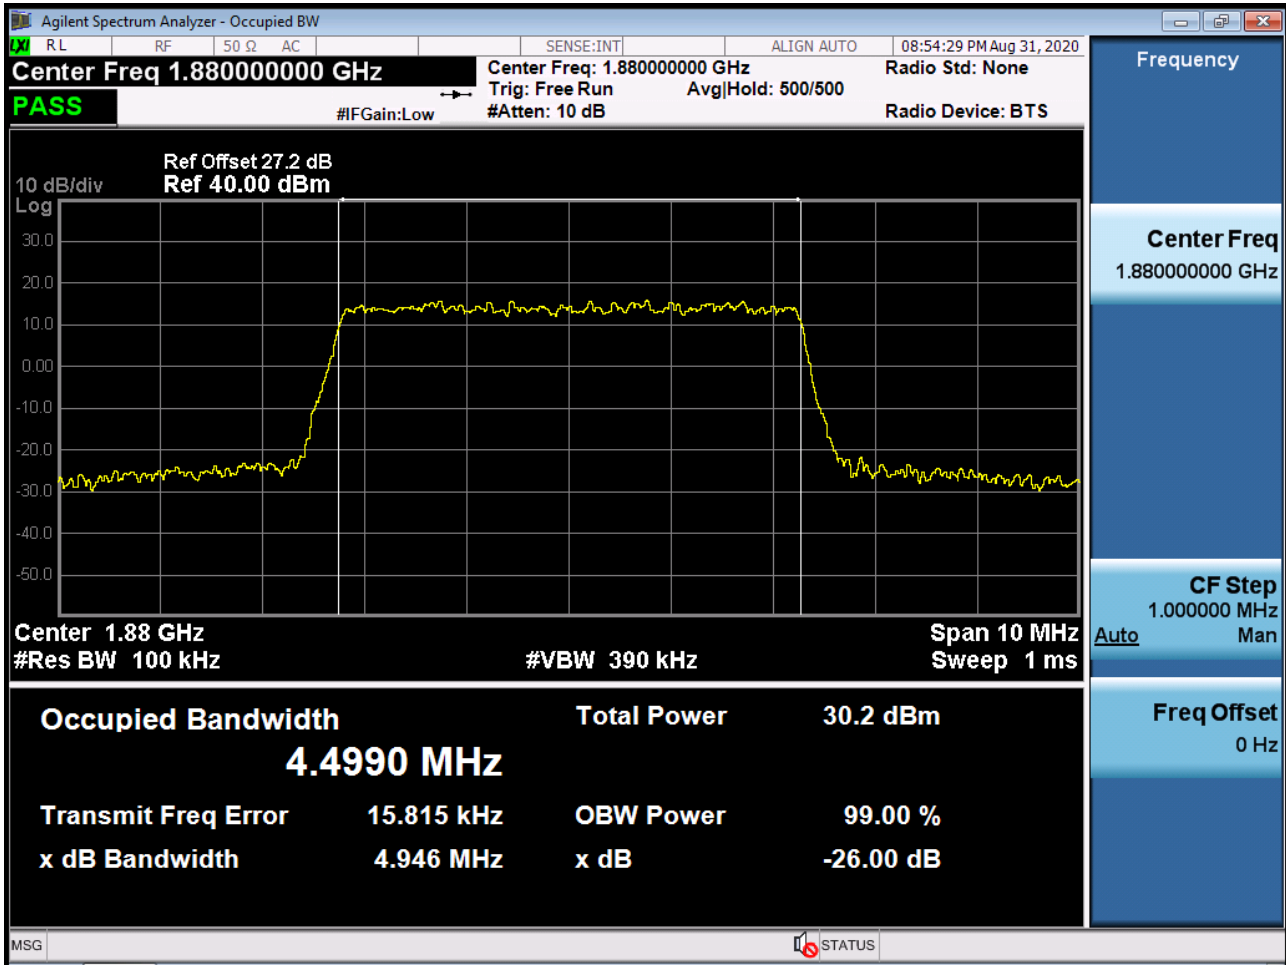 Agilent Spectrum Analyzer - Occupied BW
LXI RL RF 50 Ω AC SENSE:INT ALIGN AUTO 08:54:29 PM Aug 31, 2020
Center Freq 1.880000000 GHz
Center Freq: 1.880000000 GHz
Radio Std: None
Trig: Free Run Avg|Hold: 500/500
PASS
#IFGain:Low
#Atten: 10 dB
Radio Device: BTS
Ref Offset 27.2 dB
10 dB/div Ref 40.00 dBm
Log
30.0
20.0
10.0
0.00
-10.0
-20.0
-30.0
-40.0
-50.0
Center 1.88 GHz Span 10 MHz
#Res BW 100 kHz #VBW 390 kHz Sweep 1 ms
Occupied Bandwidth Total Power 30.2 dBm
4.4990 MHz
Transmit Freq Error 15.815 kHz OBW Power 99.00 %
x dB Bandwidth 4.946 MHz x dB -26.00 dB
MSG STATUS
Frequency
Center Freq
1.880000000 GHz
CF Step
1.000000 MHz
Auto Man
Freq Offset
0 Hz